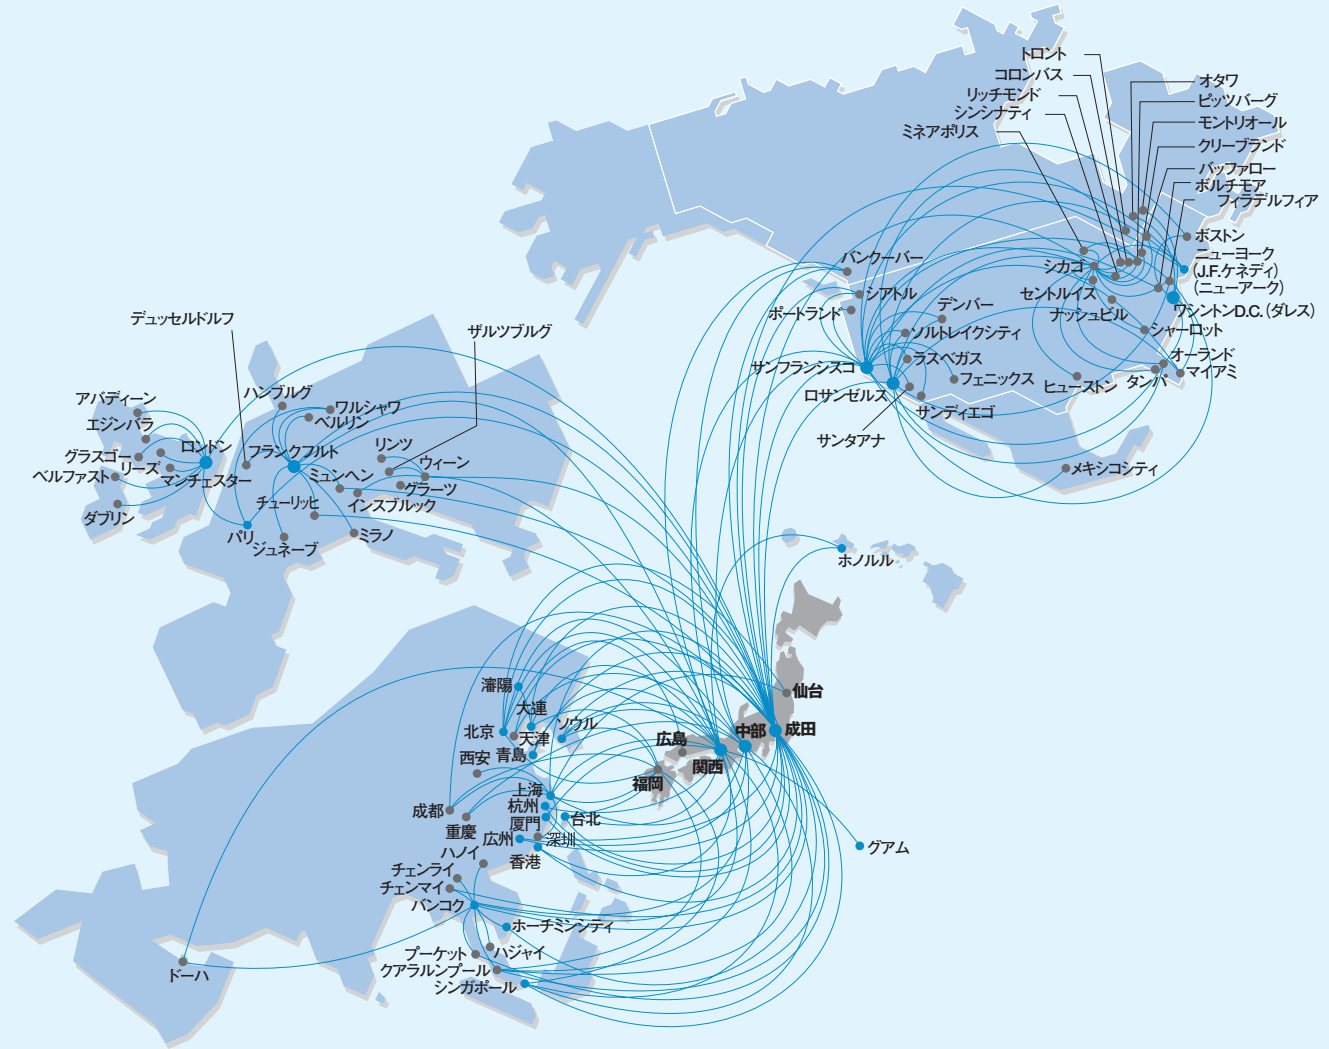 トロント
コロンバス
リッチモンド
シンシナティ
ミネアポリス
オタワ
ピッツバーグ
モントリオール
クリーブランド
バッファロー
ボルチモア
フィラデルフィア
ボストン
ニューヨーク
(J.F.ケネディ)
(ニューアーク)
ワシントンD.C.(ダレス)
シカゴ
セントルイス
ナッシュビル
シャーロット
オーランド
マイアミ
タンパ
ヒューストン
バンクーバー
シアトル
ポートランド
デンバー
ソルトレイクシティ
ラスベガス
フェニックス
サンフランシスコ
ロサンゼルス
サンディエゴ
サンタアナ
メキシコシティ
デュッセルドルフ
ザルツブルグ
ハンブルグ
ワルシャワ
ベルリン
アバディーン
エジンバラ
グラスゴー
リーズ
ロンドン
マンチェスター
ベルファスト
ダブリン
フランクフルト
リンツ
ウィーン
グラーツ
ミュンヘン
インスブルック
チューリッヒ
パリ
ジュネーブ
ミラノ
ホノルル
瀋陽
大連
北京
天津
ソウル
青島
西安
上海
成都
杭州
重慶
厦門
台北
広州
深圳
香港
ハノイ
チェンライ
チェンマイ
バンコク
ホーチミンシティ
プーケット
ハジャイ
クアラルンプール
シンガポール
ドーハ
仙台
成田
中部
関西
広島
福岡
グアム